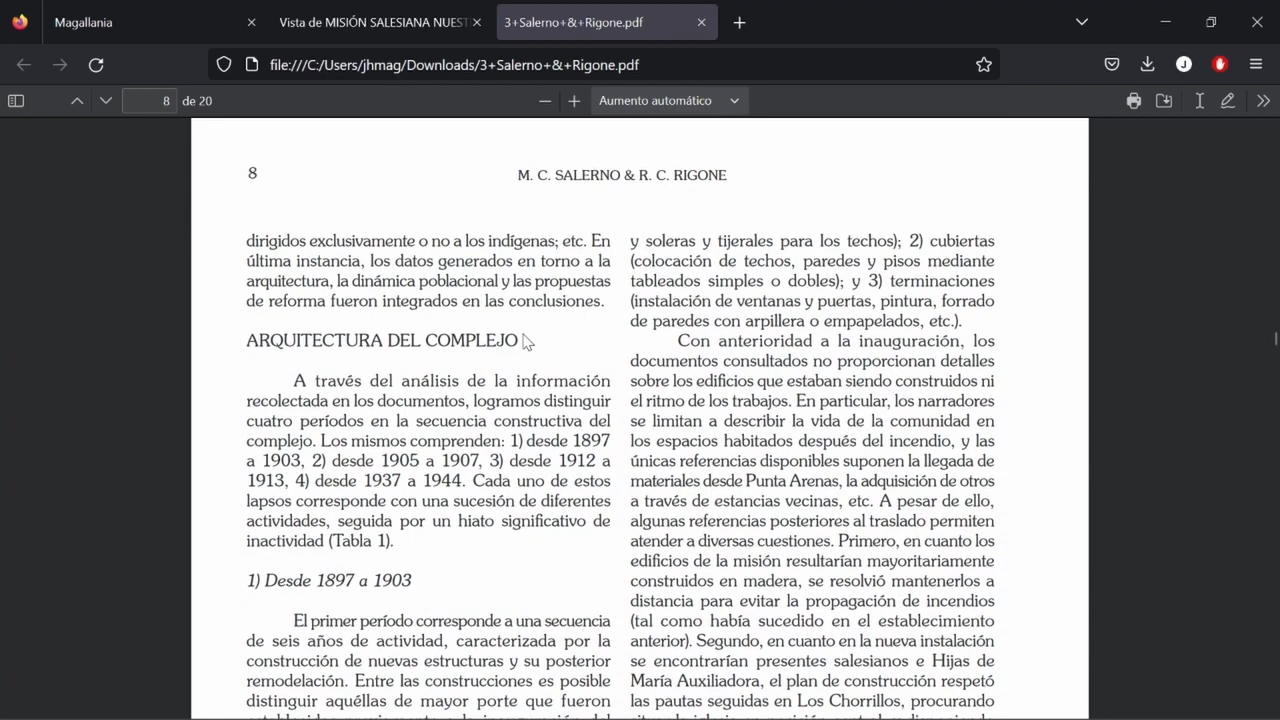 Magallania
Vista de MISIÓN SALESIANA NUEST
3+Salerno+&+Rigone.pdf
file:///C:/Users/jhmag/Downloads/3+Salerno+&+Rigone.pdf
J
8 de 20
Aumento automático
8
M. C. SALERNO & R. C. RIGONE
dirigidos exclusivamente o no a los indígenas; etc. En
última instancia, los datos generados en torno a la
arquitectura, la dinámica poblacional y las propuestas
de reforma fueron integrados en las conclusiones.
ARQUITECTURA DEL COMPLEJO
A través del análisis de la información
recolectada en los documentos, logramos distinguir
cuatro períodos en la secuencia constructiva del
complejo. Los mismos comprenden: 1) desde 1897
a 1903, 2) desde 1905 a 1907, 3) desde 1912 a
1913, 4) desde 1937 a 1944. Cada uno de estos
lapsos corresponde con una sucesión de diferentes
actividades, seguida por un hiato significativo de
inactividad (Tabla 1).
1) Desde 1897 a 1903
El primer período corresponde a una secuencia
de seis años de actividad, caracterizada por la
construcción de nuevas estructuras y su posterior
remodelación. Entre las construcciones es posible
distinguir aquéllas de mayor porte que fueron
y soleras y tijerales para los techos); 2) cubiertas
(colocación de techos, paredes y pisos mediante
tableados simples o dobles); y 3) terminaciones
(instalación de ventanas y puertas, pintura, forrado
de paredes con arpillera o empapelados, etc.).
Con anterioridad a la inauguración, los
documentos consultados no proporcionan detalles
sobre los edificios que estaban siendo construidos ni
el ritmo de los trabajos. En particular, los narradores
se limitan a describir la vida de la comunidad en
los espacios habitados después del incendio, y las
únicas referencias disponibles suponen la llegada de
materiales desde Punta Arenas, la adquisición de otros
a través de estancias vecinas, etc. A pesar de ello,
algunas referencias posteriores al traslado permiten
atender a diversas cuestiones. Primero, en cuanto los
edificios de la misión resultarían mayoritariamente
construidos en madera, se resolvió mantenerlos a
distancia para evitar la propagación de incendios
(tal como había sucedido en el establecimiento
anterior). Segundo, en cuanto en la nueva instalación
se encontrarían presentes salesianos e Hijas de
María Auxiliadora, el plan de construcción respetó
las pautas seguidas en Los Chorrillos, procurando